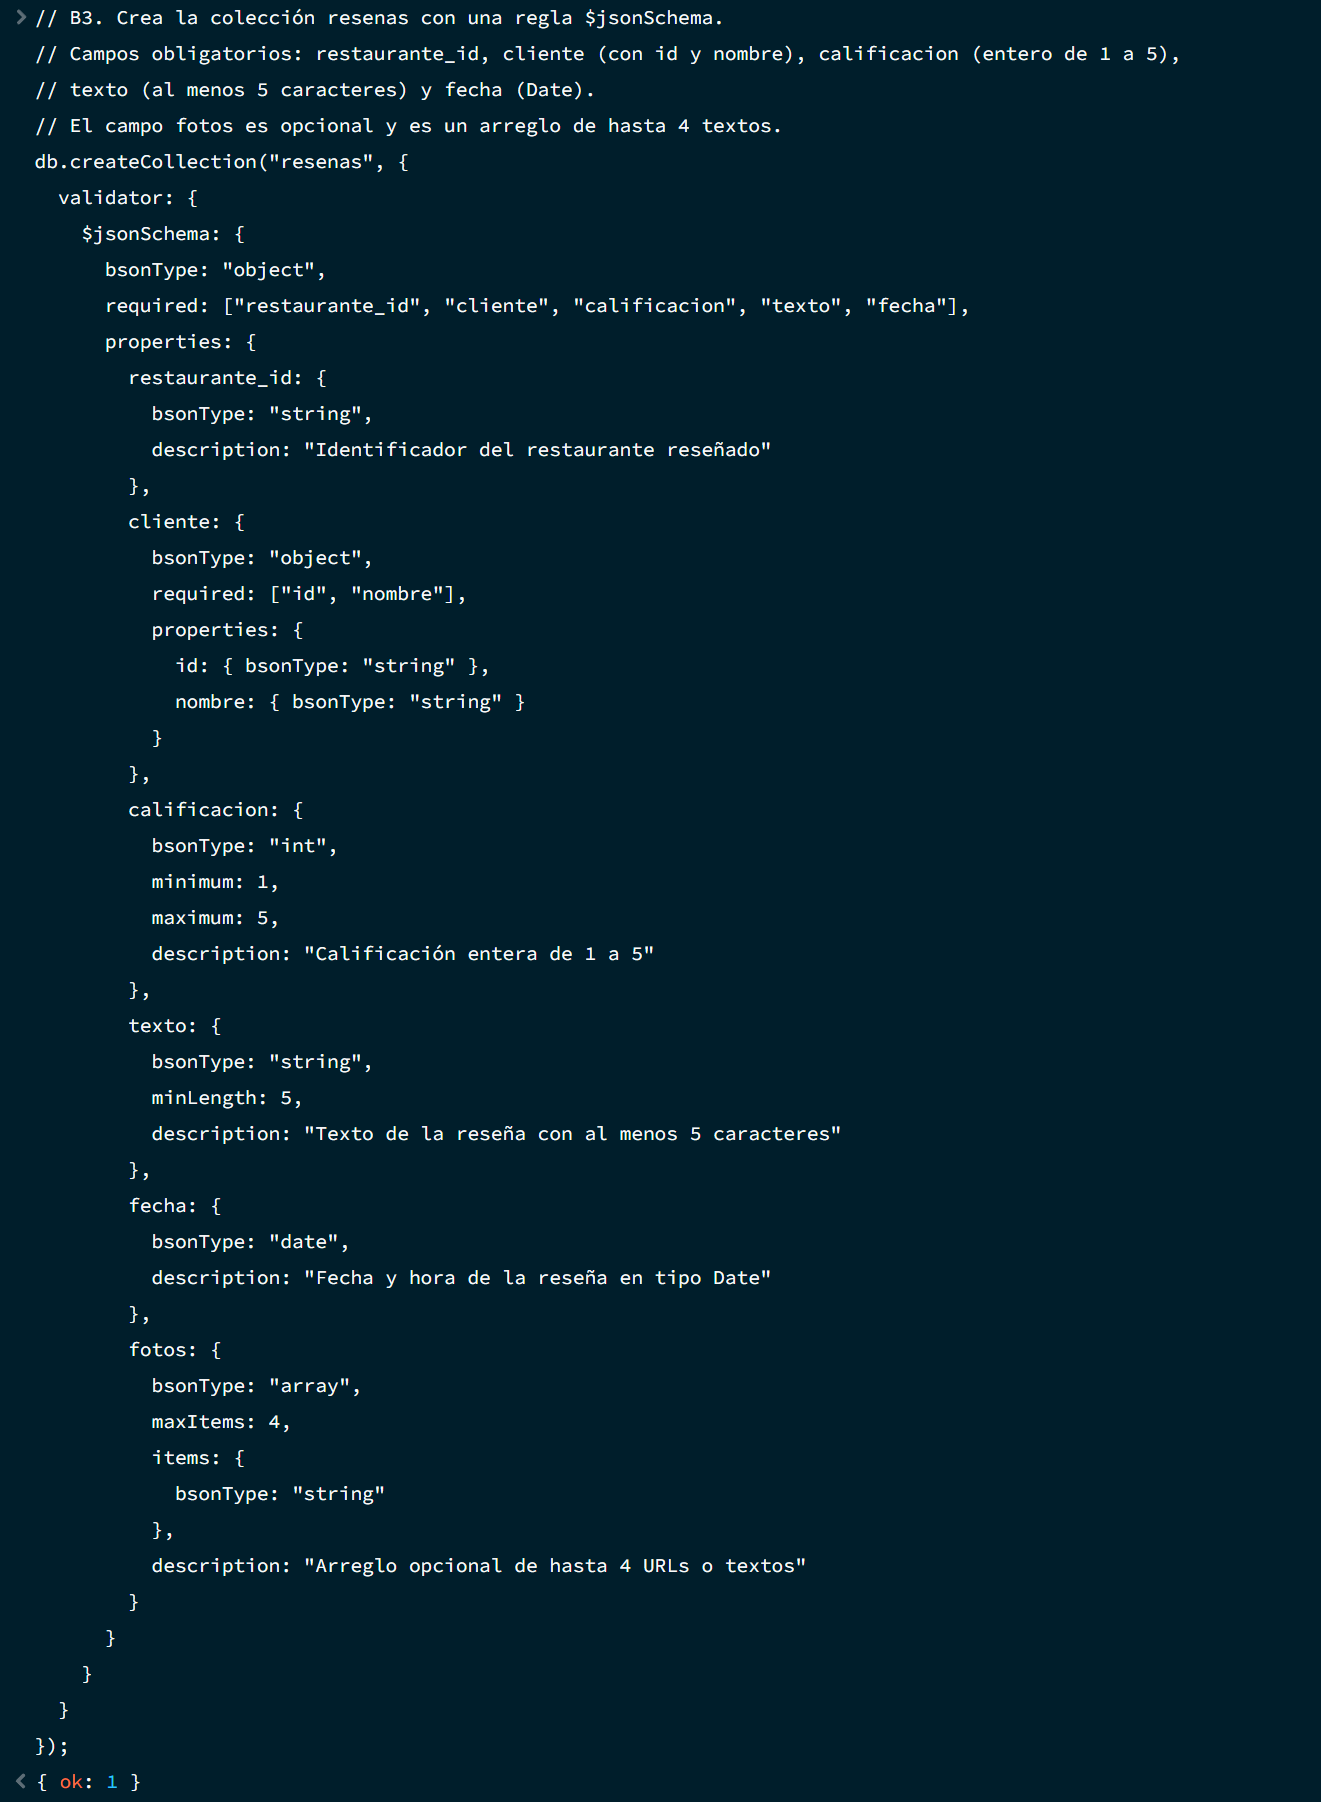 > // B3. Crea la colección resenas con una regla $jsonSchema.
// Campos obligatorios: restaurante_id, cliente (con id y nombre), calificacion (entero de 1 a 5),
// texto (al menos 5 caracteres) y fecha (Date).
// El campo fotos es opcional y es un arreglo de hasta 4 textos.
db.createCollection("resenas", {
  validator: {
    $jsonSchema: {
      bsonType: "object",
      required: ["restaurante_id", "cliente", "calificacion", "texto", "fecha"],
      properties: {
        restaurante_id: {
          bsonType: "string",
          description: "Identificador del restaurante reseñado"
        },
        cliente: {
          bsonType: "object",
          required: ["id", "nombre"],
          properties: {
            id: { bsonType: "string" },
            nombre: { bsonType: "string" }
          }
        },
        calificacion: {
          bsonType: "int",
          minimum: 1,
          maximum: 5,
          description: "Calificación entera de 1 a 5"
        },
        texto: {
          bsonType: "string",
          minLength: 5,
          description: "Texto de la reseña con al menos 5 caracteres"
        },
        fecha: {
          bsonType: "date",
          description: "Fecha y hora de la reseña en tipo Date"
        },
        fotos: {
          bsonType: "array",
          maxItems: 4,
          items: {
            bsonType: "string"
          },
          description: "Arreglo opcional de hasta 4 URLs o textos"
        }
      }
    }
  }
});
< { ok: 1 }